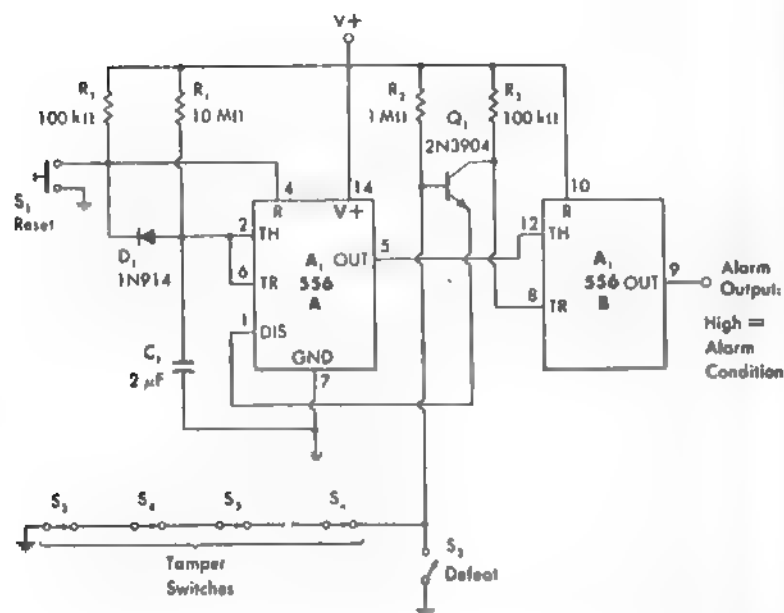 V+
R₁
100 kΩ
R₁
10 MΩ
R₂
1 MΩ
Q₁
2N3904
R₃
100 kΩ
S₁
Reset
4
R
14
V+
10
R
2
TH
6
TR
1
DIS
A₁
556
A
OUT
5
GND
7
12
TH
8
TR
A₁
556
B
OUT
9
Alarm
Output:
High =
Alarm
Condition
D₁
1N914
C₁
2 µF
S₃
S₄
S₅
Tamper
Switches
S₂
Defeat